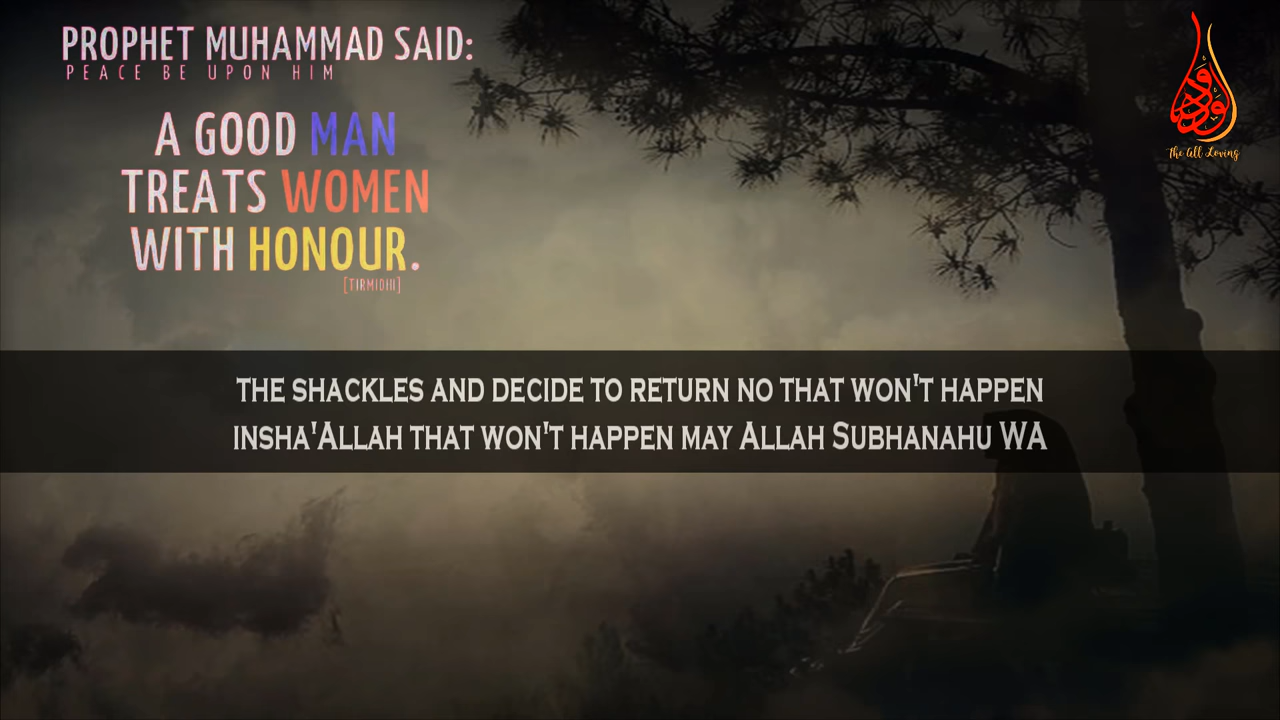 PROPHET MUHAMMAD SAID:
PEACE BE UPON HIM
A GOOD MAN
TREATS WOMEN
WITH HONOUR.
[TIRMIDHI]
الودود
The All Loving
THE SHACKLES AND DECIDE TO RETURN NO THAT WON'T HAPPEN
INSHA'ALLAH THAT WON'T HAPPEN MAY ALLAH SUBHANAHU WA